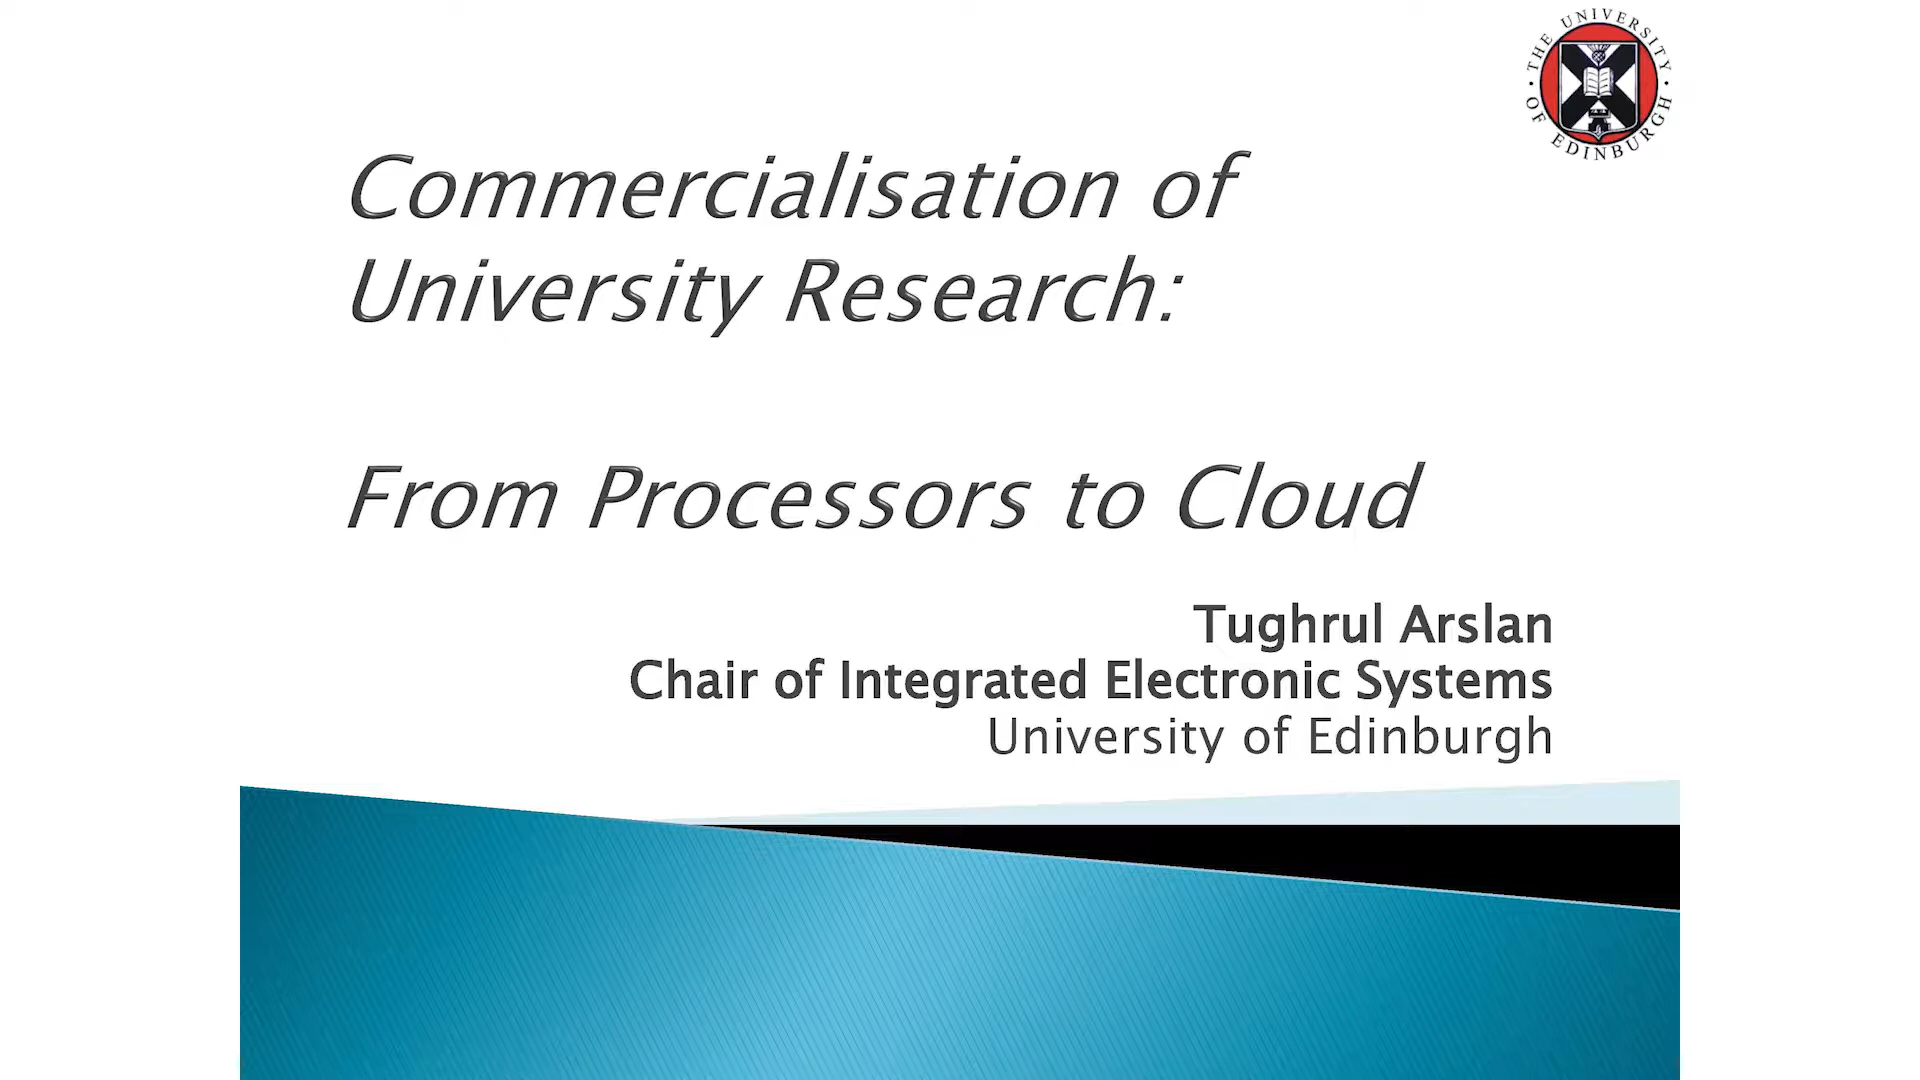 THE UNIVERSITY OF EDINBURGH
Commercialisation of
University Research:
From Processors to Cloud
Tughrul Arslan
Chair of Integrated Electronic Systems
University of Edinburgh